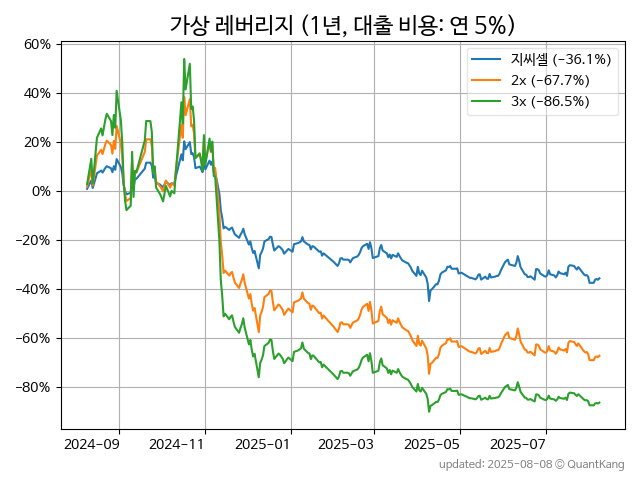 가상 레버리지 (1년, 대출 비용: 연 5%)
지씨셀 (−36.1%)
2x (−67.7%)
3x (−86.5%)
60%
40%
20%
0%
−20%
−40%
−60%
−80%
2024-09
2024-11
2025-01
2025-03
2025-05
2025-07
updated: 2025-08-08 © QuantKang